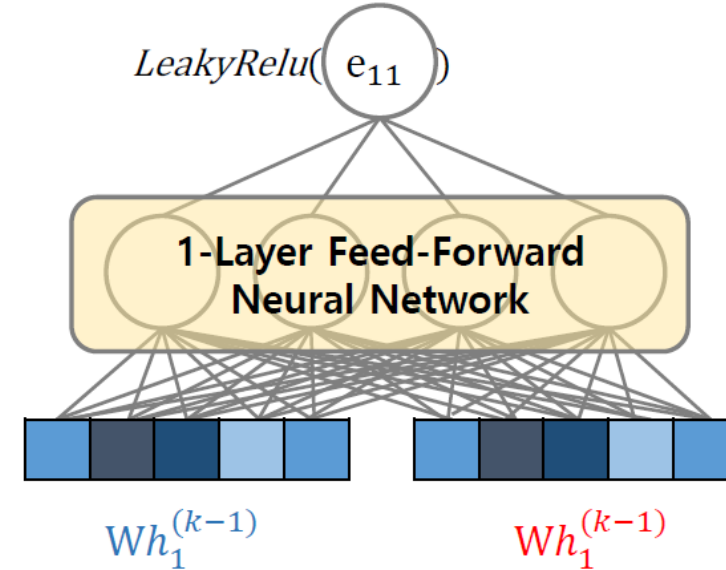 LeakyRelu( e₁₁ )
1-Layer Feed-Forward
Neural Network
Wh₁⁽ᵏ⁻¹⁾ Wh₁⁽ᵏ⁻¹⁾